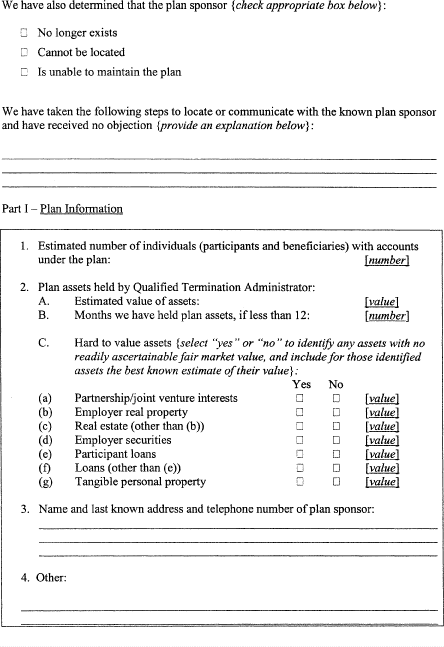 We have also determined that the plan sponsor {check appropriate box below}:
□ No longer exists
□ Cannot be located
□ Is unable to maintain the plan
We have taken the following steps to locate or communicate with the known plan sponsor
and have received no objection {provide an explanation below}:
Part I – Plan Information
1. Estimated number of individuals (participants and beneficiaries) with accounts
under the plan: [number]
2. Plan assets held by Qualified Termination Administrator:
A. Estimated value of assets: [value]
B. Months we have held plan assets, if less than 12: [number]
C. Hard to value assets {select "yes" or "no" to identify any assets with no
readily ascertainable fair market value, and include for those identified
assets the best known estimate of their value}:
Yes No
(a) Partnership/joint venture interests □ □ [value]
(b) Employer real property □ □ [value]
(c) Real estate (other than (b)) □ □ [value]
(d) Employer securities □ □ [value]
(e) Participant loans □ □ [value]
(f) Loans (other than (e)) □ □ [value]
(g) Tangible personal property □ □ [value]
3. Name and last known address and telephone number of plan sponsor:
4. Other: